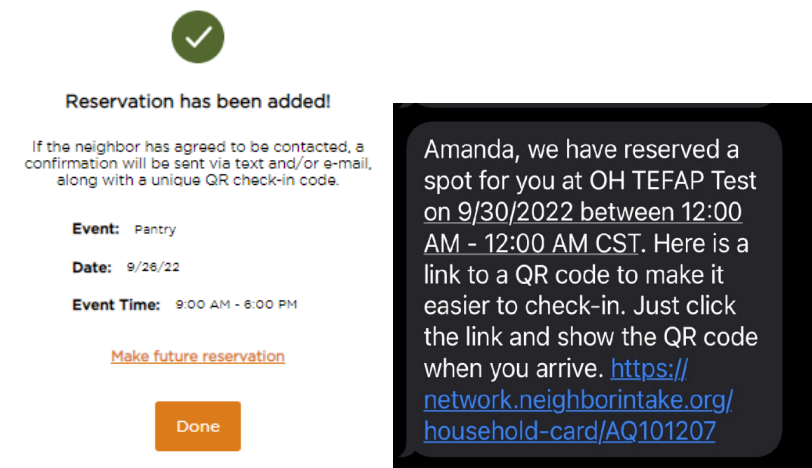 Reservation has been added!
If the neighbor has agreed to be contacted, a
confirmation will be sent via text and/or e-mail,
along with a unique QR check-in code.
Event: Pantry
Date: 9/26/22
Event Time: 9:00 AM - 6:00 PM
Make future reservation
Done
Amanda, we have reserved a
spot for you at OH TEFAP Test
on 9/30/2022 between 12:00
AM - 12:00 AM CST. Here is a
link to a QR code to make it
easier to check-in. Just click
the link and show the QR code
when you arrive. https://
network.neighborintake.org/
household-card/AQ101207